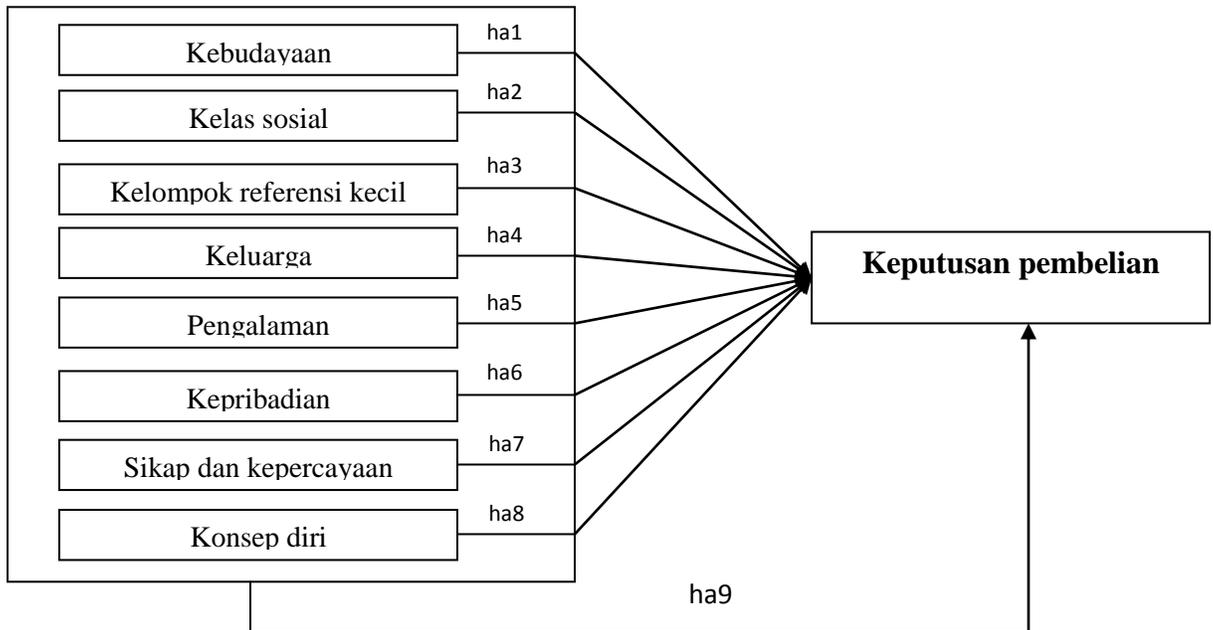 Kebudayaan
ha1
Kelas sosial
ha2
Kelompok referensi kecil
ha3
Keluarga
ha4
Pengalaman
ha5
Kepribadian
ha6
Sikap dan kepercayaan
ha7
Konsep diri
ha8
Keputusan pembelian
ha9